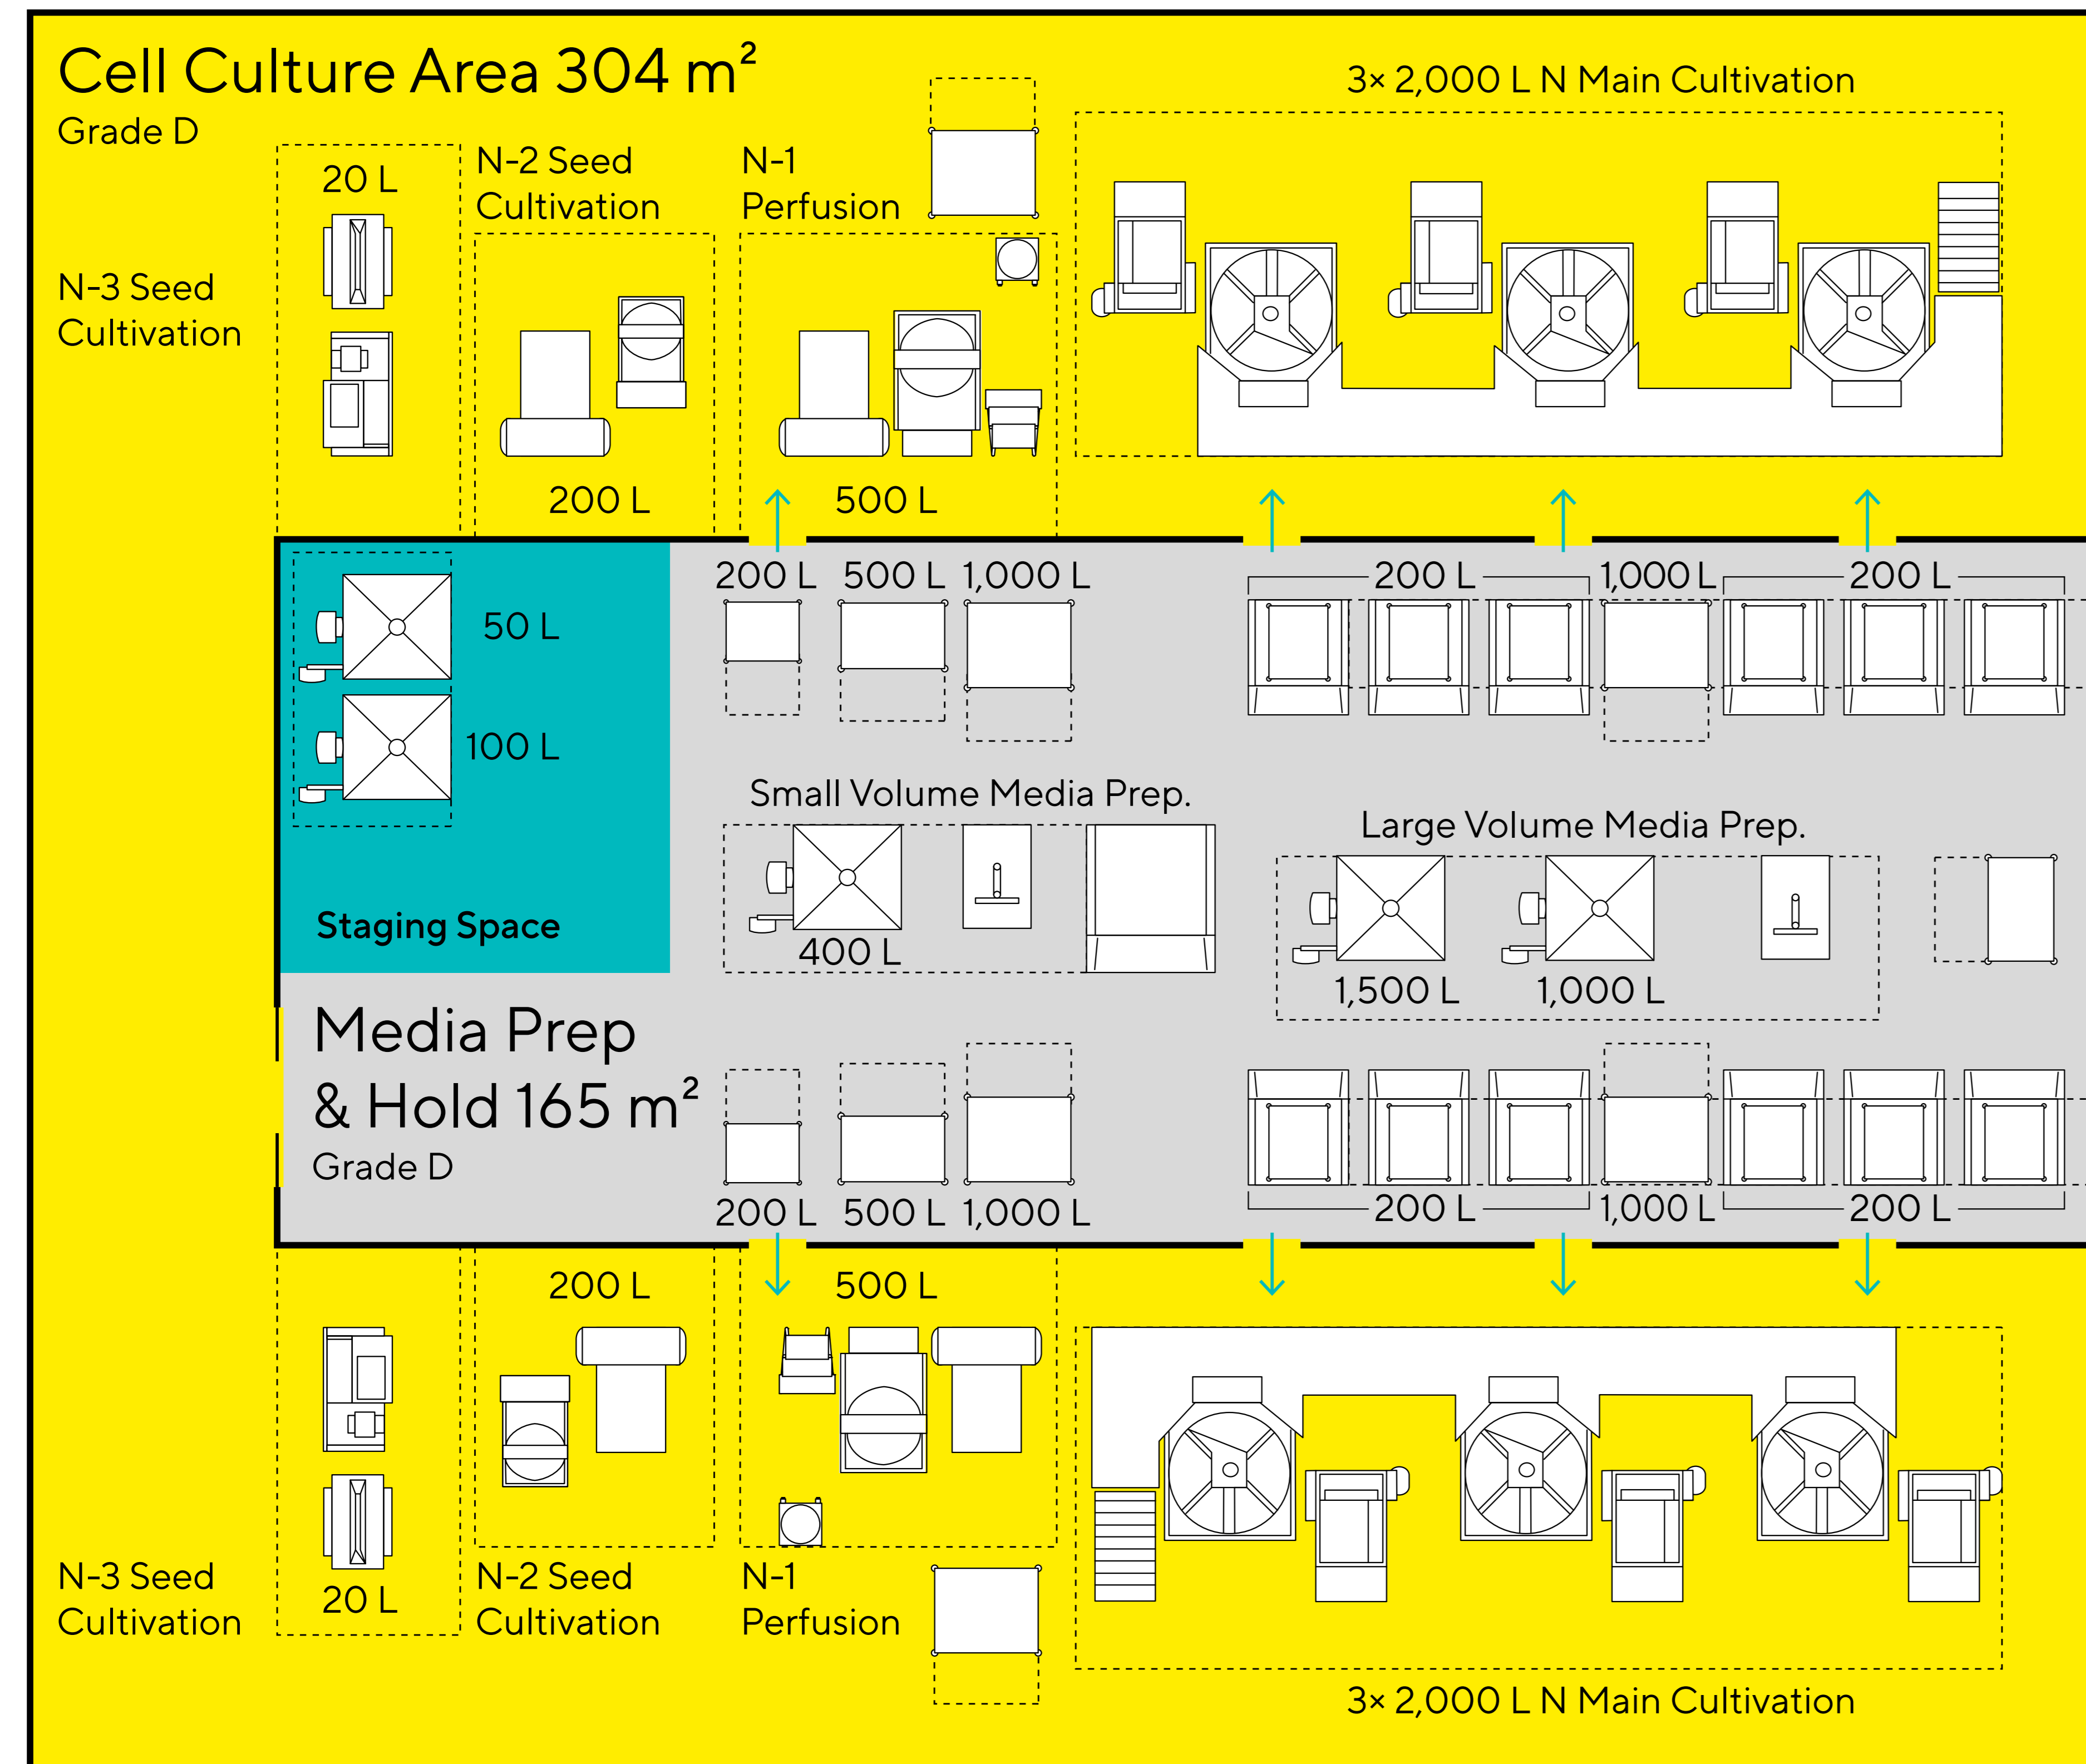 Cell Culture Area 304 m²
Grade D
3× 2,000 L N Main Cultivation
20 L
N-2 Seed
Cultivation
N-1
Perfusion
N-3 Seed
Cultivation
200 L
500 L
200 L
500 L
1,000 L
200 L
1,000 L
200 L
50 L
100 L
Staging Space
Small Volume Media Prep.
400 L
Large Volume Media Prep.
1,500 L
1,000 L
Media Prep
& Hold 165 m²
Grade D
200 L
500 L
1,000 L
200 L
1,000 L
200 L
200 L
500 L
N-3 Seed
Cultivation
20 L
N-2 Seed
Cultivation
N-1
Perfusion
3× 2,000 L N Main Cultivation